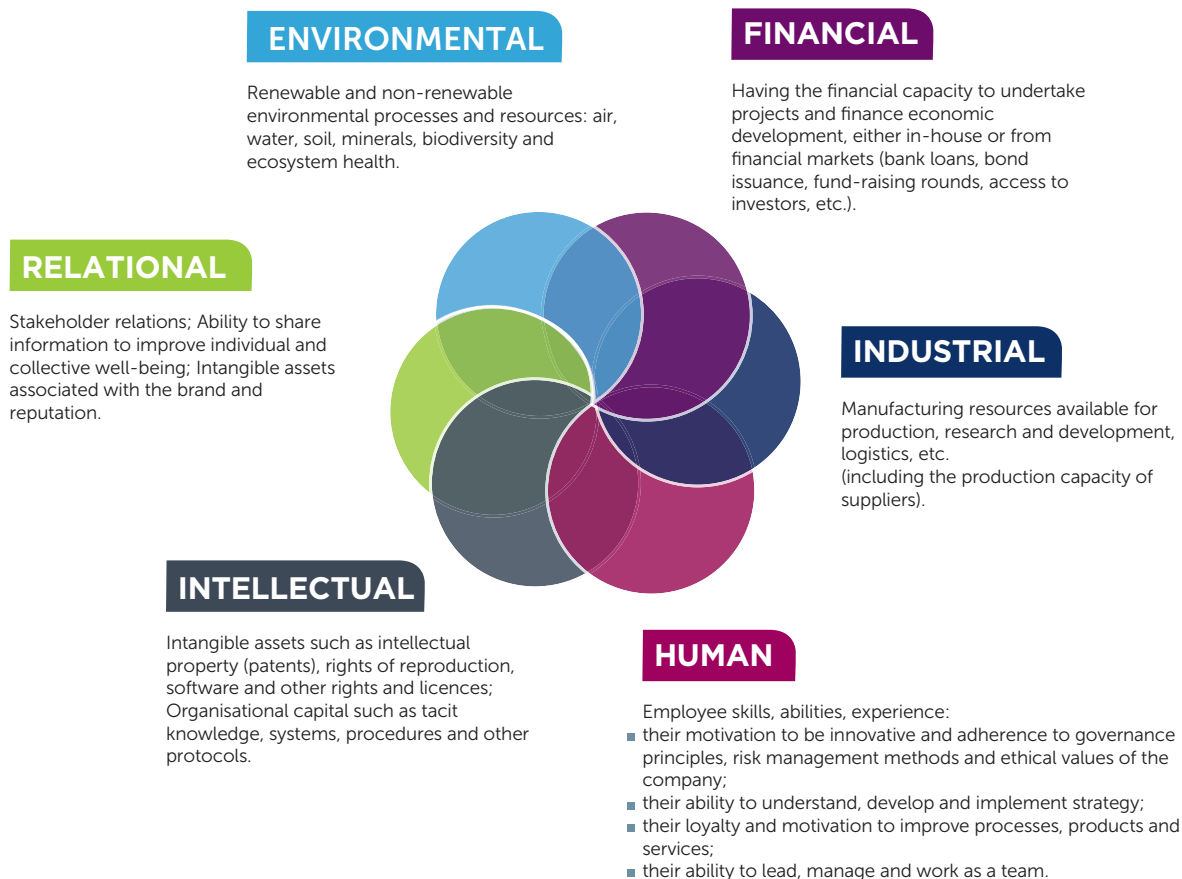 ENVIRONMENTAL
Renewable and non-renewable
environmental processes and resources: air,
water, soil, minerals, biodiversity and
ecosystem health.
FINANCIAL
Having the financial capacity to undertake
projects and finance economic
development, either in-house or from
financial markets (bank loans, bond
issuance, fund-raising rounds, access to
investors, etc.).
RELATIONAL
Stakeholder relations; Ability to share
information to improve individual and
collective well-being; Intangible assets
associated with the brand and
reputation.
INDUSTRIAL
Manufacturing resources available for
production, research and development,
logistics, etc.
(including the production capacity of
suppliers).
INTELLECTUAL
Intangible assets such as intellectual
property (patents), rights of reproduction,
software and other rights and licences;
Organisational capital such as tacit
knowledge, systems, procedures and other
protocols.
HUMAN
Employee skills, abilities, experience:
their motivation to be innovative and adherence to governance
principles, risk management methods and ethical values of the
company;
their ability to understand, develop and implement strategy;
their loyalty and motivation to improve processes, products and
services;
their ability to lead, manage and work as a team.